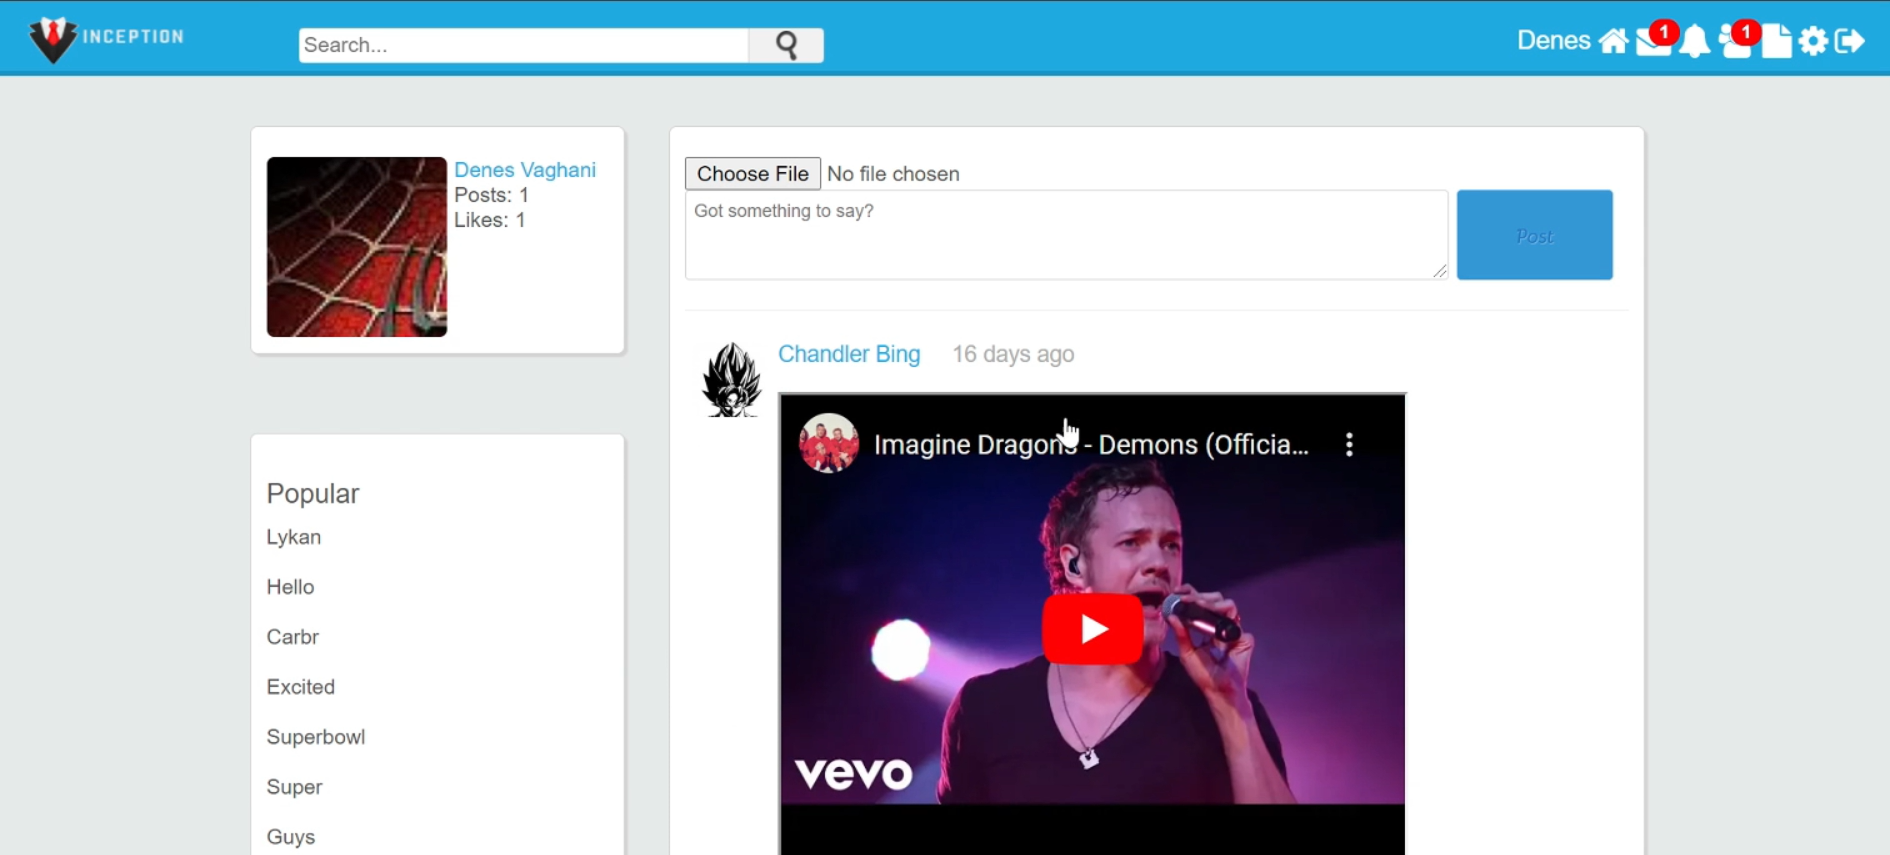 INCEPTION
Search...
Denes
1
1
Denes Vaghani
Posts: 1
Likes: 1
Popular
Lykan
Hello
Carbr
Excited
Superbowl
Super
Guys
Choose File No file chosen
Got something to say?
Post
Chandler Bing 16 days ago
Imagine Dragons - Demons (Officia...
vevo